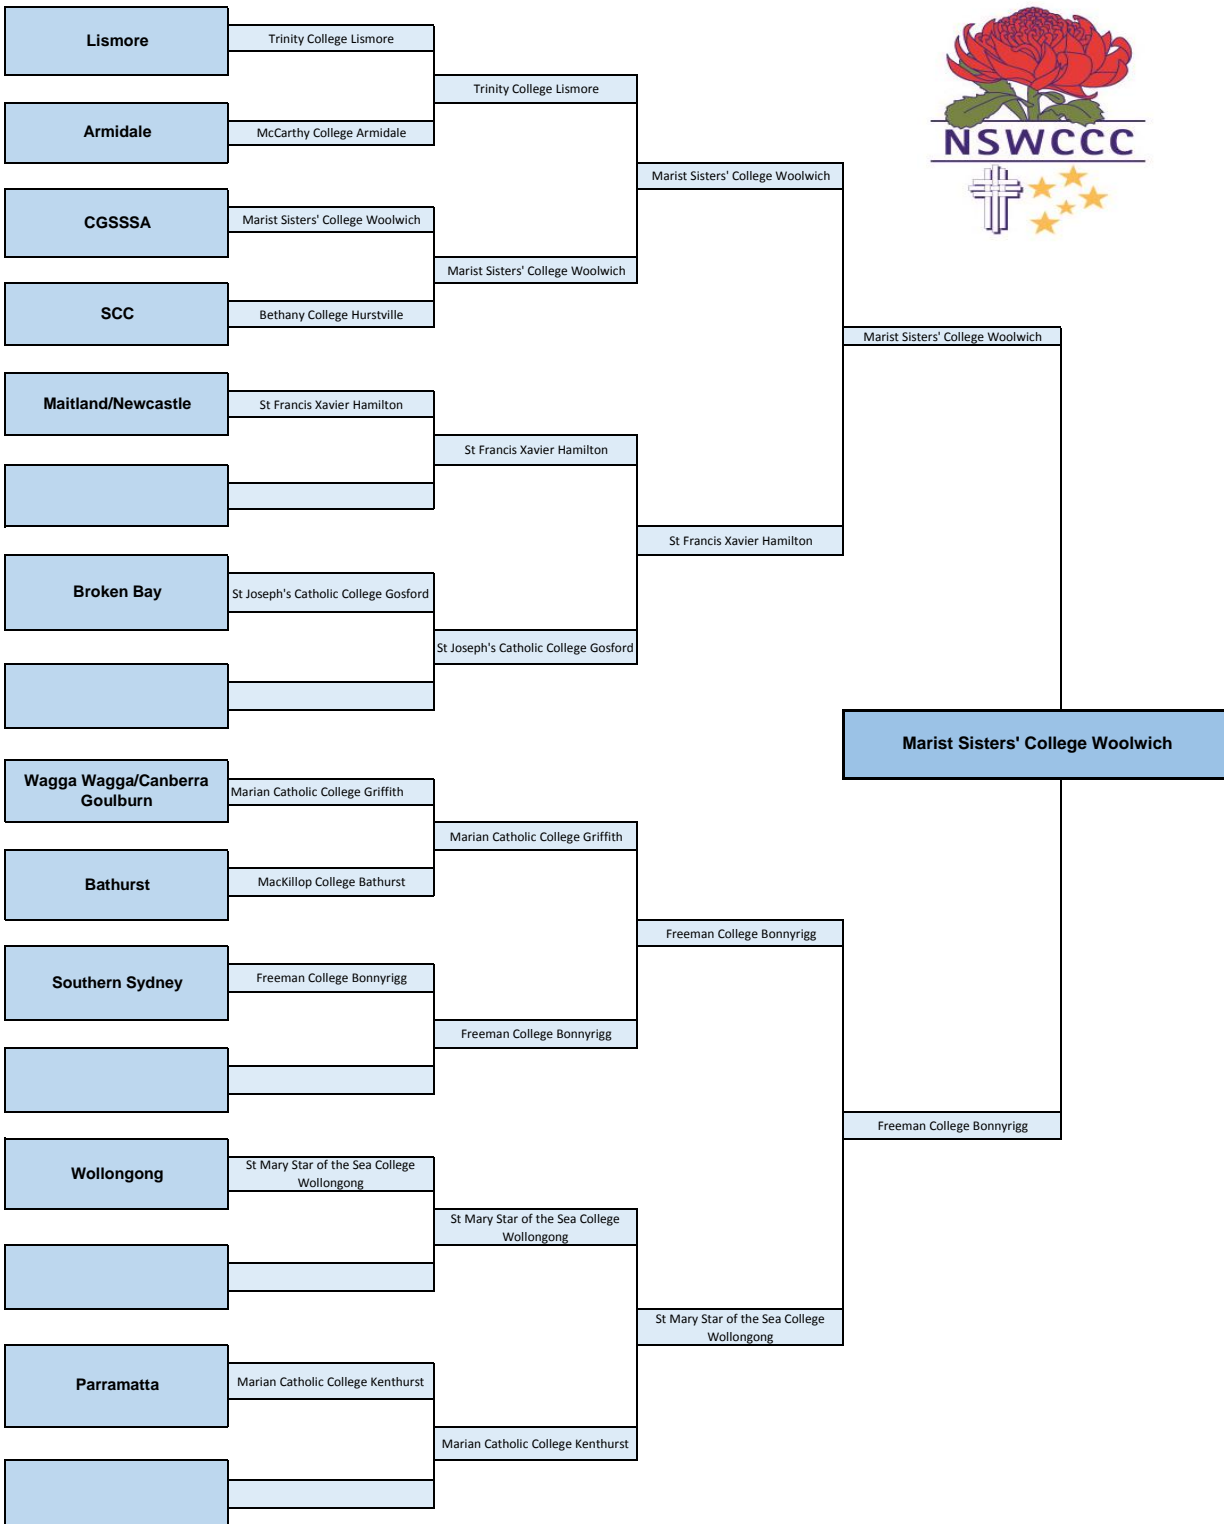 Lismore
Trinity College Lismore
Trinity College Lismore
NSWCCC
Armidale
McCarthy College Armidale
Marist Sisters' College Woolwich
CGSSSA
Marist Sisters' College Woolwich
Marist Sisters' College Woolwich
SCC
Bethany College Hurstville
Marist Sisters' College Woolwich
Maitland/Newcastle
St Francis Xavier Hamilton
St Francis Xavier Hamilton
St Francis Xavier Hamilton
Broken Bay
St Joseph's Catholic College Gosford
St Joseph's Catholic College Gosford
Marist Sisters' College Woolwich
Wagga Wagga/Canberra
Goulburn
Marian Catholic College Griffith
Marian Catholic College Griffith
Bathurst
MacKillop College Bathurst
Freeman College Bonnyrigg
Southern Sydney
Freeman College Bonnyrigg
Freeman College Bonnyrigg
Freeman College Bonnyrigg
Wollongong
St Mary Star of the Sea College
Wollongong
St Mary Star of the Sea College
Wollongong
St Mary Star of the Sea College
Wollongong
Parramatta
Marian Catholic College Kenthurst
Marian Catholic College Kenthurst